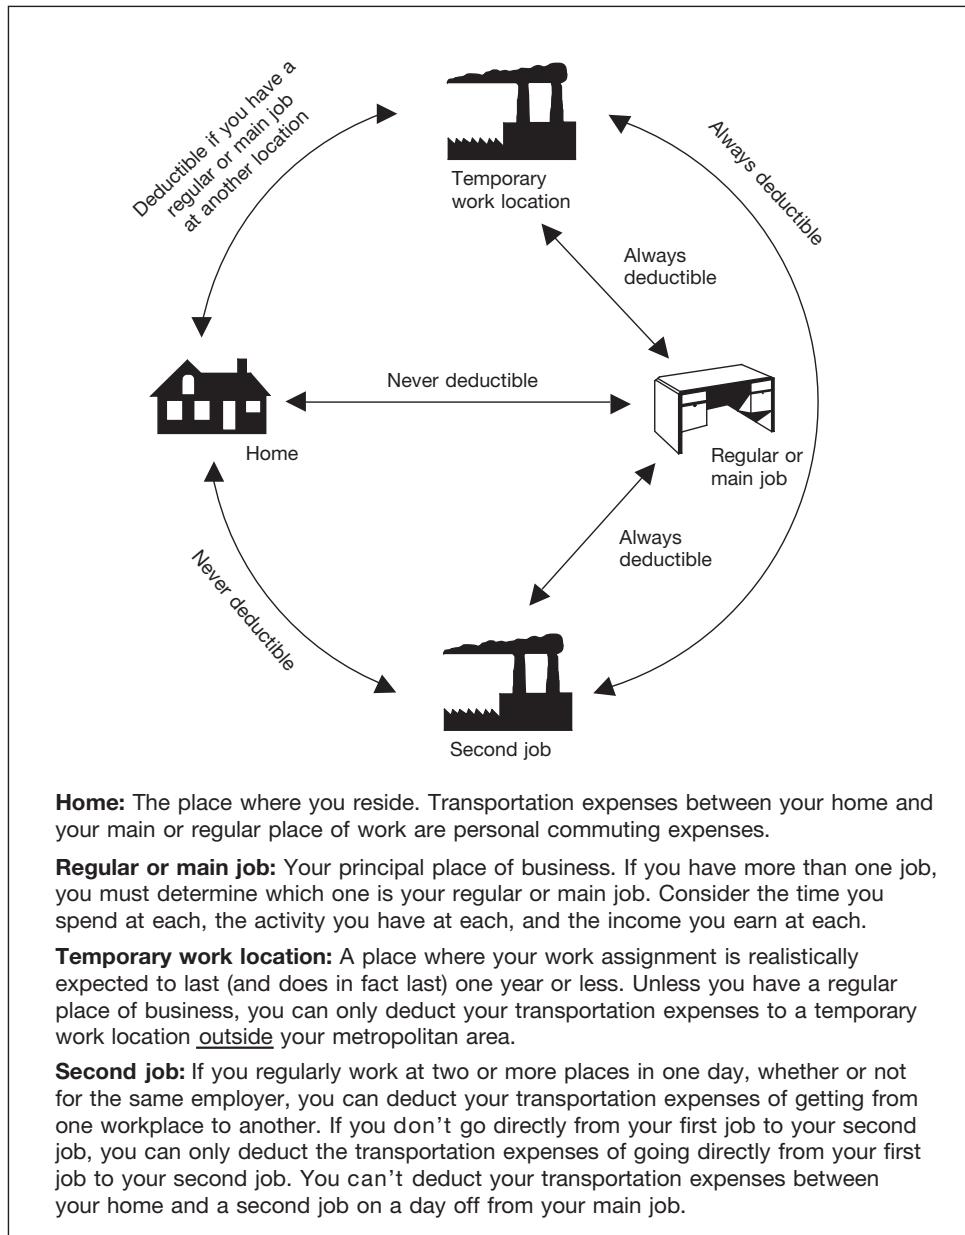 Deductible if you have a
regular or main job
at another location
Temporary
work location
Always deductible
Always
deductible
Never deductible
Home
Regular or
main job
Always
deductible
Never deductible
Second job
Home: The place where you reside. Transportation expenses between your home and
your main or regular place of work are personal commuting expenses.
Regular or main job: Your principal place of business. If you have more than one job,
you must determine which one is your regular or main job. Consider the time you
spend at each, the activity you have at each, and the income you earn at each.
Temporary work location: A place where your work assignment is realistically
expected to last (and does in fact last) one year or less. Unless you have a regular
place of business, you can only deduct your transportation expenses to a temporary
work location outside your metropolitan area.
Second job: If you regularly work at two or more places in one day, whether or not
for the same employer, you can deduct your transportation expenses of getting from
one workplace to another. If you don't go directly from your first job to your second
job, you can only deduct the transportation expenses of going directly from your first
job to your second job. You can't deduct your transportation expenses between
your home and a second job on a day off from your main job.